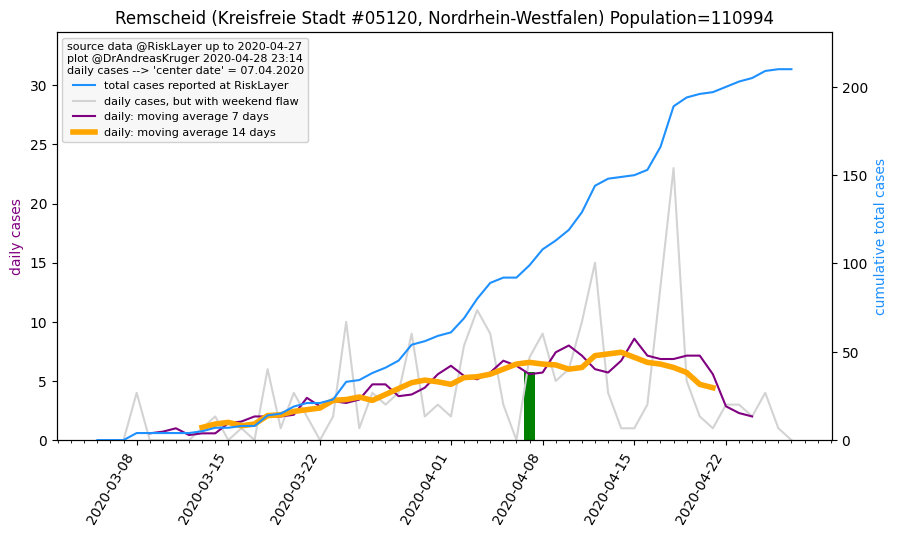 Remscheid (Kreisfreie Stadt #05120, Nordrhein-Westfalen) Population=110994
source data @RiskLayer up to 2020-04-27
plot @DrAndreasKruger 2020-04-28 23:14
daily cases --> 'center date' = 07.04.2020
total cases reported at RiskLayer
daily cases, but with weekend flaw
daily: moving average 7 days
daily: moving average 14 days
daily cases
30
25
20
15
10
5
0
cumulative total cases
200
150
100
50
0
2020-03-08
2020-03-15
2020-03-22
2020-04-01
2020-04-08
2020-04-15
2020-04-22